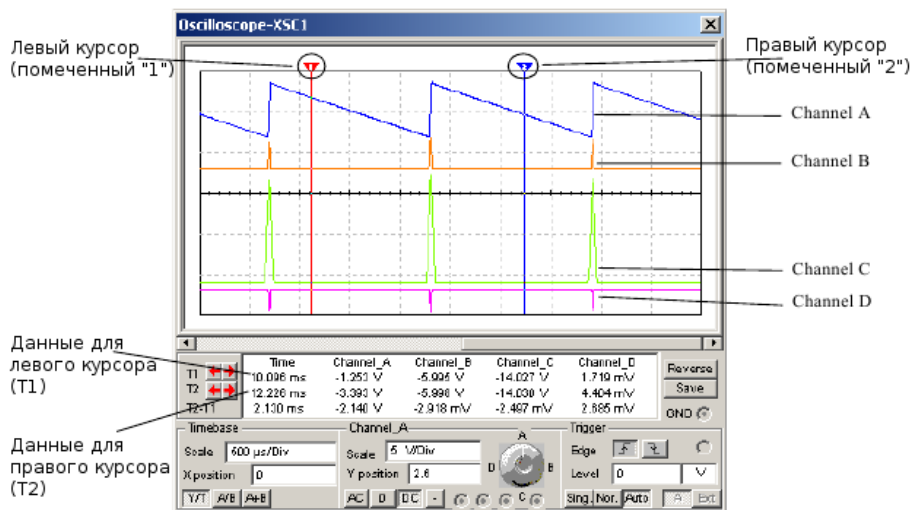 Oscilloscope-XSC1
Левый курсор
(помеченный "1")
Правый курсор
(помеченный "2")
Channel A
Channel B
Channel C
Channel D
Данные для
левого курсора
(T1)
Данные для
правого курсора
(T2)
Time Channel_A Channel_B Channel_C Channel_D
T1 10.096 ms -1.253 V -5.995 V -14.027 V 1.719 mV
T2 12.226 ms -3.393 V -5.998 V -14.030 V 4.404 mV
T2-T1 2.130 ms -2.140 V -2.918 mV -2.497 mV 2.685 mV
Reverse
Save
GND
Timebase
Scale 500 µs/Div
X position 0
Y/T A/B A+B
Channel_A
Scale 5 V/Div
Y position 2.6
AC 0 DC -
A
B
C
D
Trigger
Edge
Level 0 V
Sing. Nor. Auto A Ext